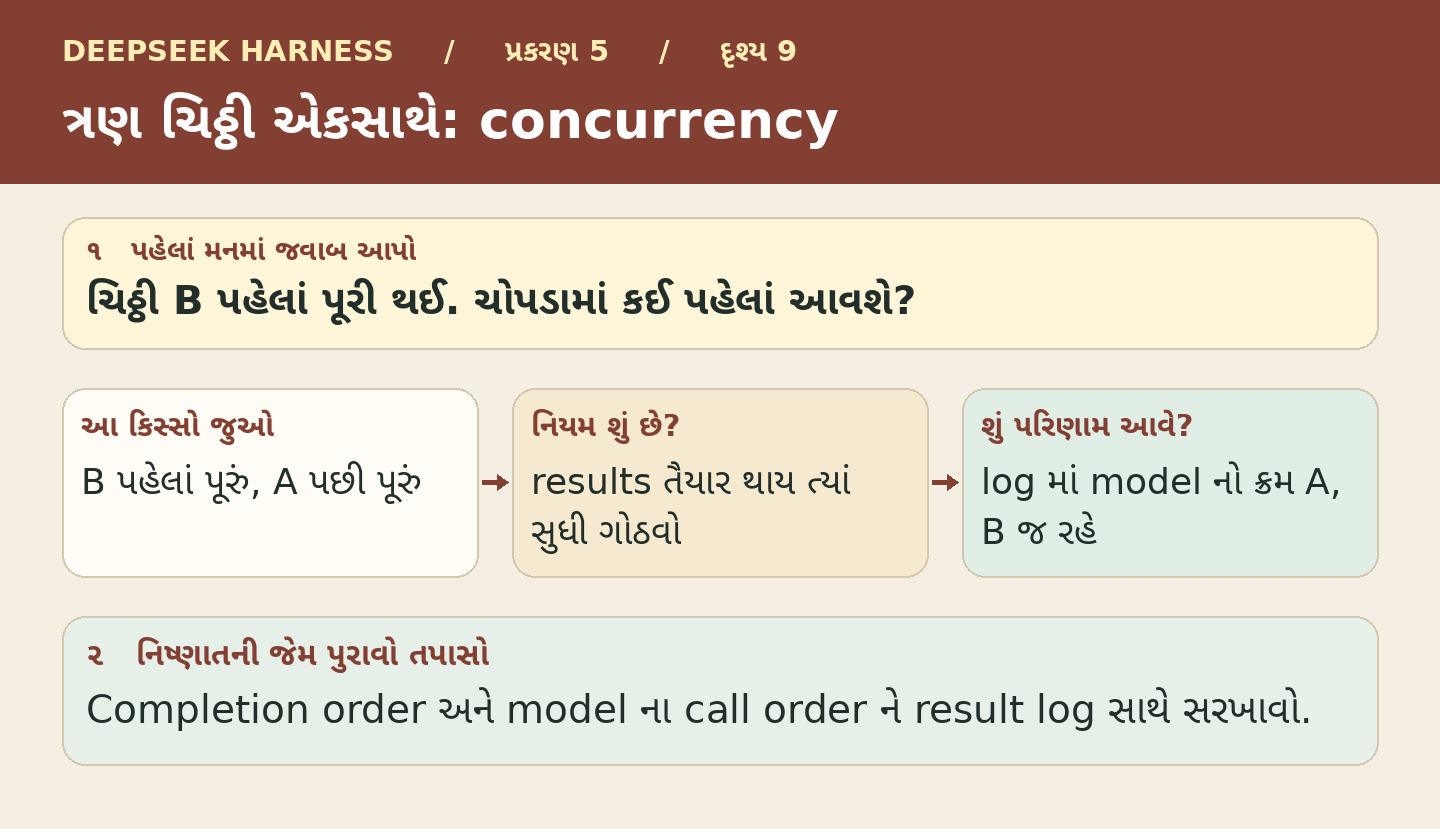 DEEPSEEK HARNESS / પ્રકરણ 5 / દૃશ્ય 9
ત્રણ ચિઠ્ઠી એકસાથે: concurrency
૧ પહેલાં મનમાં જવાબ આપો
ચિઠ્ઠી B પહેલાં પૂરી થઈ. ચોપડામાં કઈ પહેલાં આવશે?
આ કિસ્સો જુઓ
B પહેલાં પૂરું, A પછી પૂરું
નિયમ શું છે?
results તૈયાર થાય ત્યાં
સુધી ગોઠવો
શું પરિણામ આવે?
log માં model નો ક્રમ A,
B જ રહે
૨ નિષ્ણાતની જેમ પુરાવો તપાસો
Completion order અને model ના call order ને result log સાથે સરખાવો.